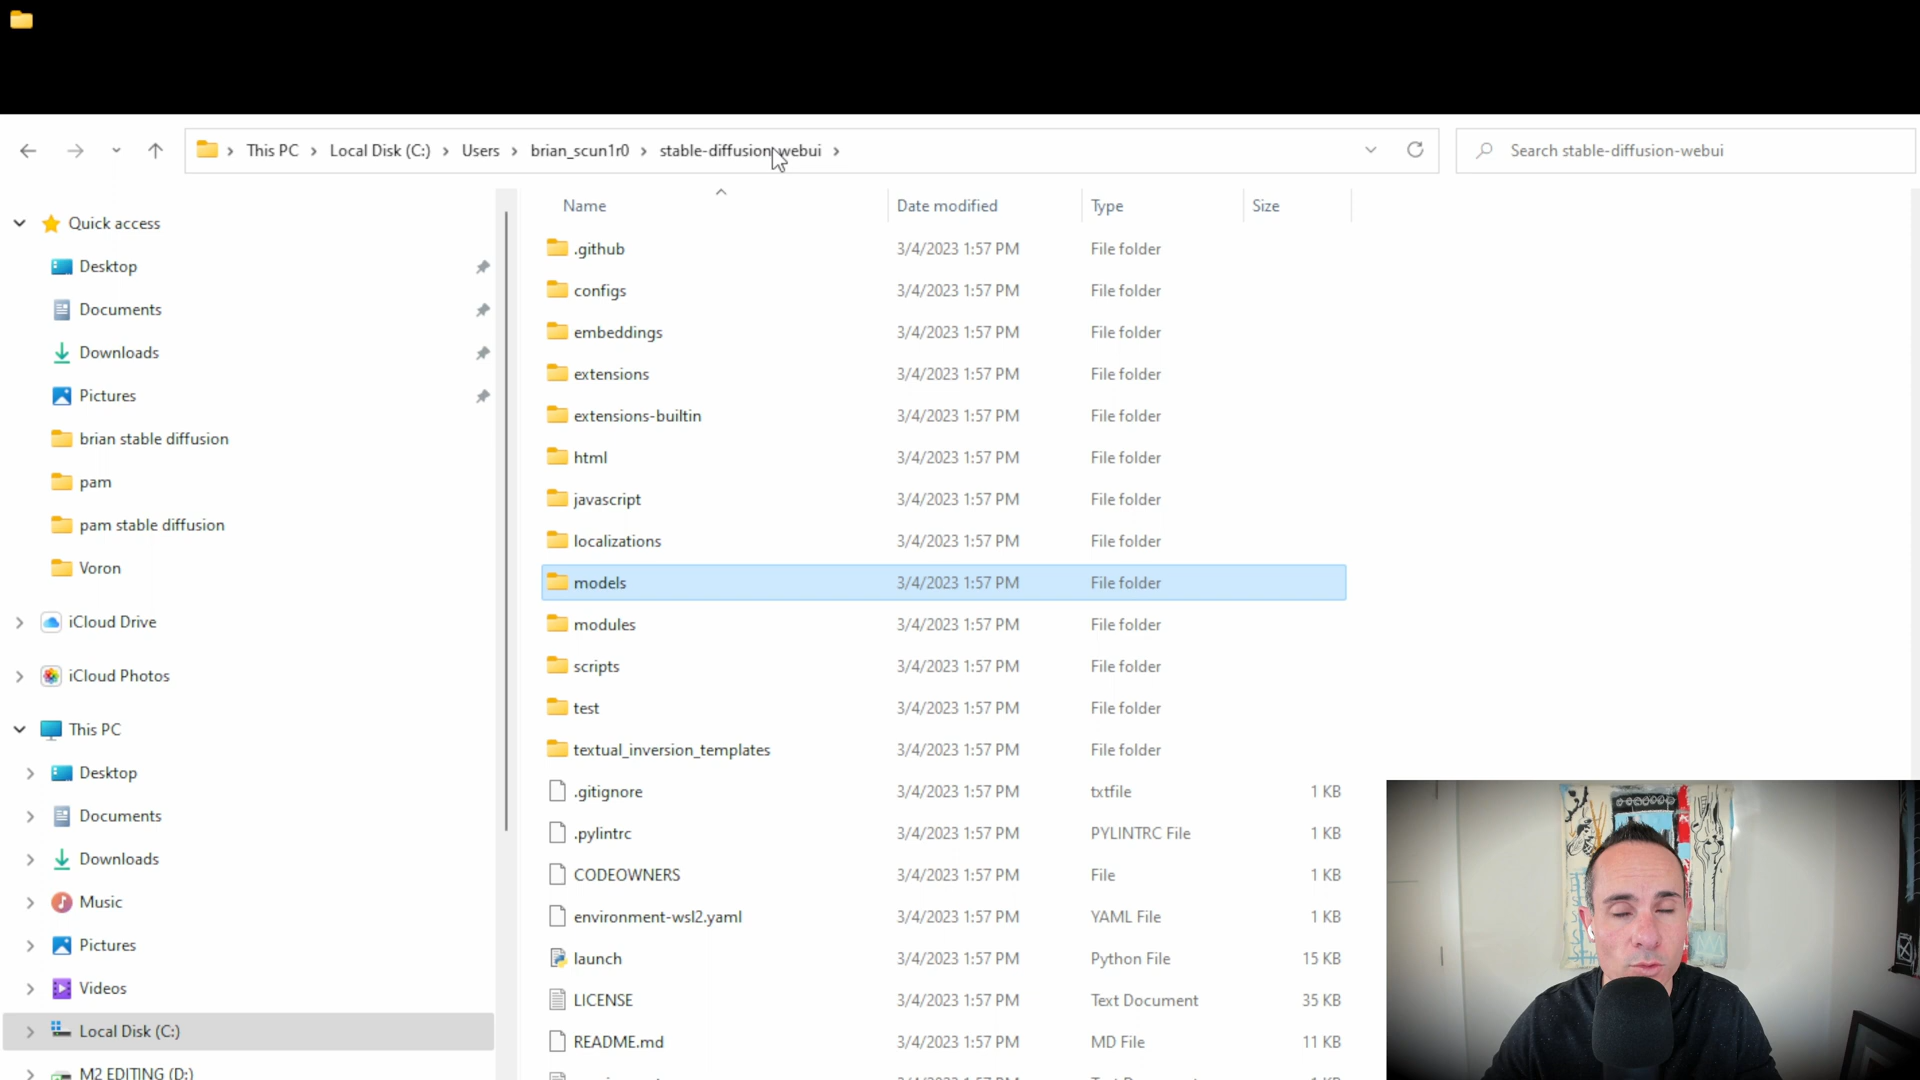 This PC
Local Disk (C:)
Users
brian_scun1r0
stable-diffusion-webui
Search stable-diffusion-webui
Quick access
Desktop
Documents
Downloads
Pictures
brian stable diffusion
pam
pam stable diffusion
Voron
iCloud Drive
iCloud Photos
This PC
Desktop
Documents
Downloads
Music
Pictures
Videos
Local Disk (C:)
M2 EDITING (D:)
Name Date modified Type Size
.github 3/4/2023 1:57 PM File folder
configs 3/4/2023 1:57 PM File folder
embeddings 3/4/2023 1:57 PM File folder
extensions 3/4/2023 1:57 PM File folder
extensions-builtin 3/4/2023 1:57 PM File folder
html 3/4/2023 1:57 PM File folder
javascript 3/4/2023 1:57 PM File folder
localizations 3/4/2023 1:57 PM File folder
models 3/4/2023 1:57 PM File folder
modules 3/4/2023 1:57 PM File folder
scripts 3/4/2023 1:57 PM File folder
test 3/4/2023 1:57 PM File folder
textual_inversion_templates 3/4/2023 1:57 PM File folder
.gitignore 3/4/2023 1:57 PM txtfile 1 KB
.pylintrc 3/4/2023 1:57 PM PYLINTRC File 1 KB
CODEOWNERS 3/4/2023 1:57 PM File 1 KB
environment-wsl2.yaml 3/4/2023 1:57 PM YAML File 1 KB
launch 3/4/2023 1:57 PM Python File 15 KB
LICENSE 3/4/2023 1:57 PM Text Document 35 KB
README.md 3/4/2023 1:57 PM MD File 11 KB